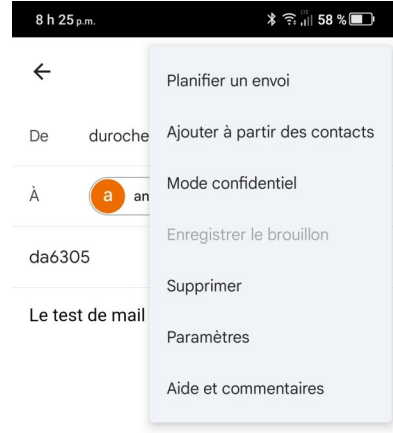 8 h 25 p.m. LTE 58 %
Planifier un envoi
De duroche Ajouter à partir des contacts
À a an Mode confidentiel
Enregistrer le brouillon
da6305
Supprimer
Le test de mail
Paramètres
Aide et commentaires